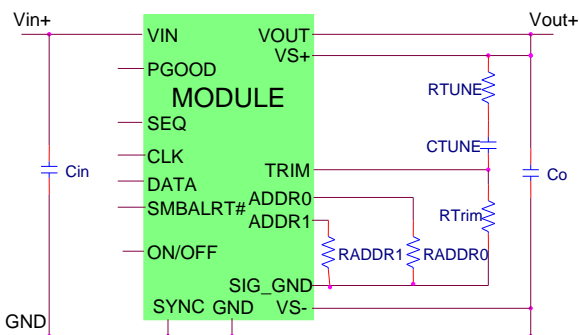 Vin+ Vout+
VIN VOUT
VS+
PGOOD
RTUNE
MODULE
SEQ
CTUNE
CLK
Cin TRIM Co
DATA
ADDR0
SMBALRT#
ADDR1 RTrim
ON/OFF RADDR1 RADDR0
SIG_GND
SYNC GND VS-
GND